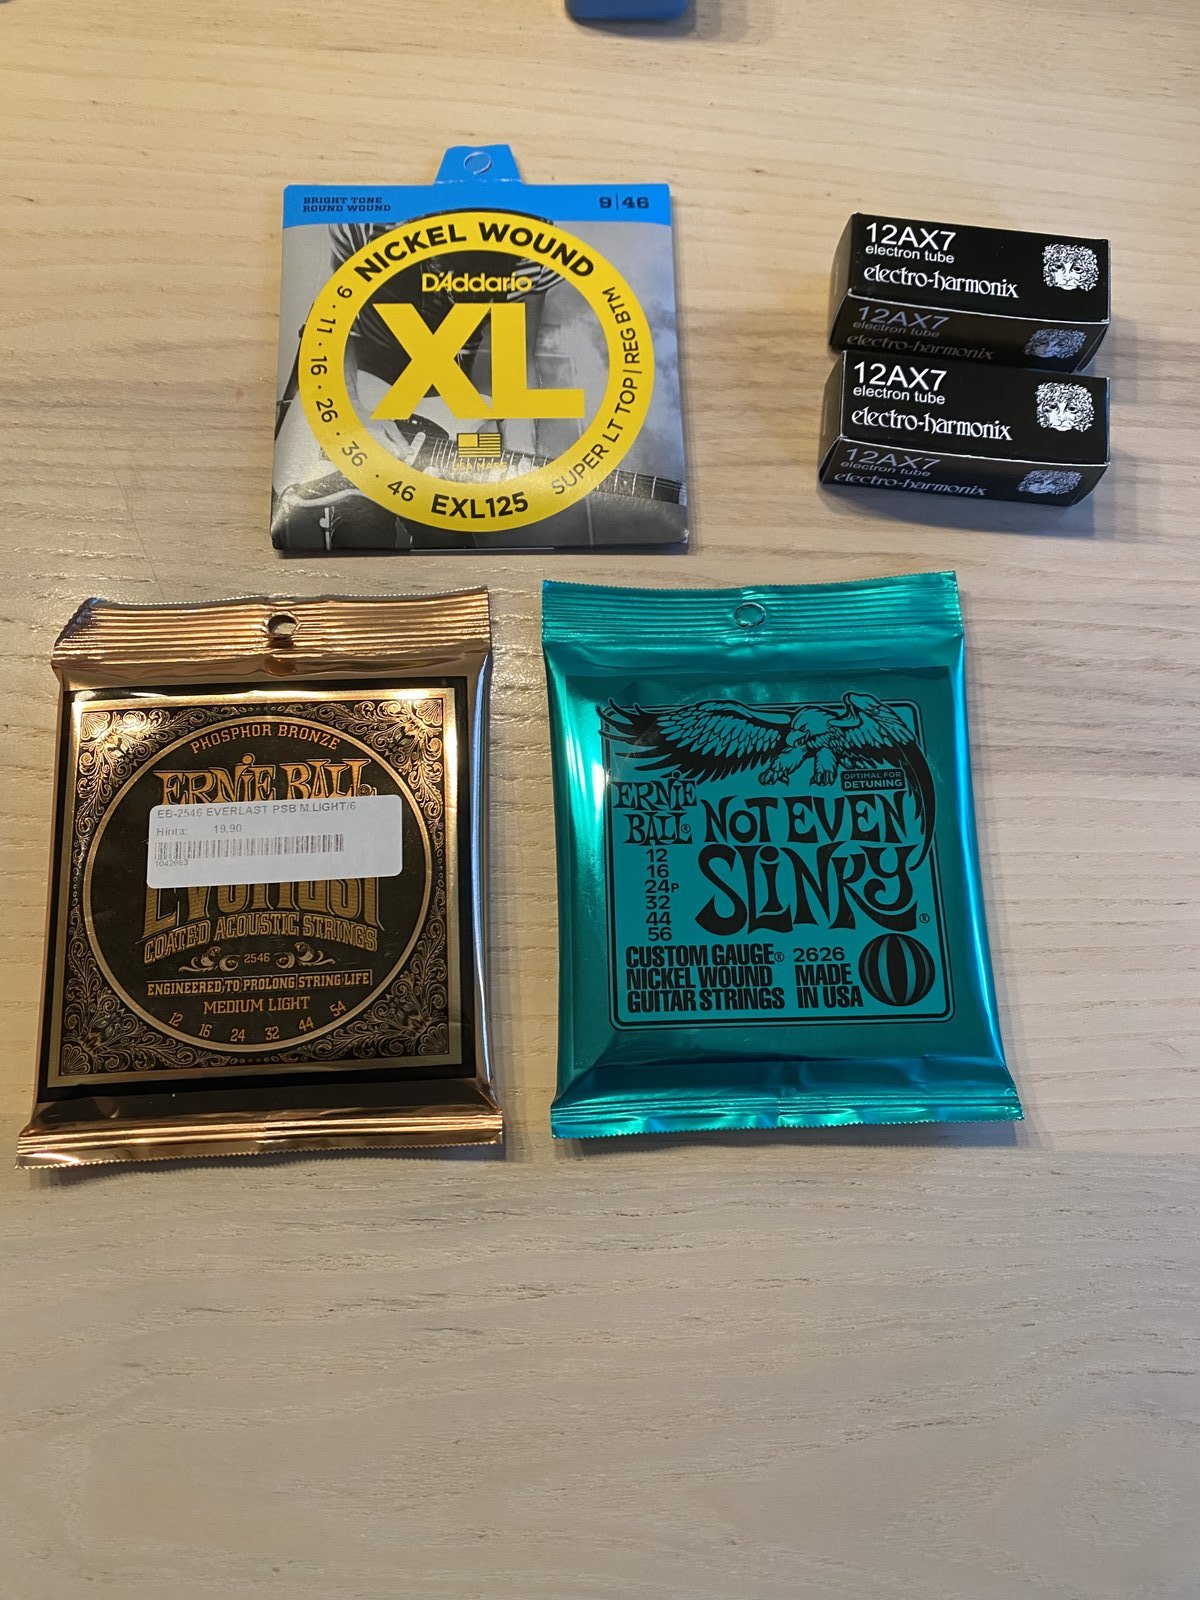 BRIGHT TONE
ROUND WOUND
9|46
NICKEL WOUND
D'Addario
XL
USA MADE
9 · 11 · 16 · 26 · 36 · 46
EXL125
SUPER LT TOP | REG BTM
12AX7
electron tube
electro-harmonix
12AX7
electron tube
electro-harmonix
12AX7
electron tube
electro-harmonix
12AX7
electron tube
electro-harmonix
PHOSPHOR BRONZE
ERNIE BALL
EB-2546 EVERLAST PSB M.LIGHT/6
Hinta: 19,90
1042663
COATED ACOUSTIC STRINGS
2546
ENGINEERED TO PROLONG STRING LIFE
MEDIUM LIGHT
12 16 24 32 44 54
OPTIMAL FOR
DETUNING
ERNIE
BALL®
NOT EVEN
SLINKY®
12
16
24P
32
44
56
CUSTOM GAUGE®
NICKEL WOUND
GUITAR STRINGS
2626
MADE
IN USA